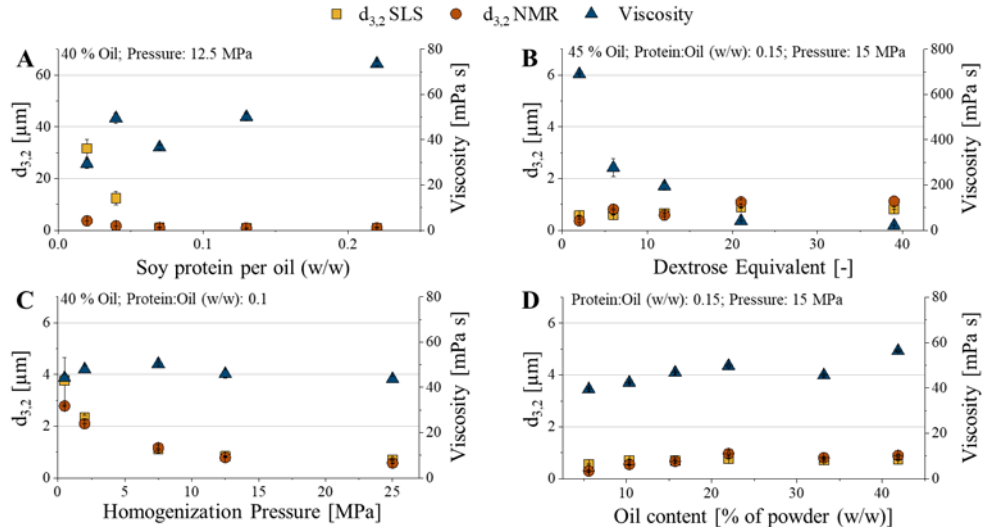 d3,2 SLS d3,2 NMR Viscosity
A 40 % Oil; Pressure: 12.5 MPa
60
40
20
0
d3,2 [µm]
80
60
40
20
0
Viscosity [mPa s]
0.0 0.1 0.2
Soy protein per oil (w/w)
B 45 % Oil; Protein:Oil (w/w): 0.15; Pressure: 15 MPa
6
4
2
0
d3,2 [µm]
800
600
400
200
0
Viscosity [mPa s]
0 10 20 30 40
Dextrose Equivalent [-]
C 40 % Oil; Protein:Oil (w/w): 0.1
6
4
2
0
d3,2 [µm]
80
60
40
20
0
Viscosity [mPa s]
0 5 10 15 20 25
Homogenization Pressure [MPa]
D Protein:Oil (w/w): 0.15; Pressure: 15 MPa
6
4
2
0
d3,2 [µm]
80
60
40
20
0
Viscosity [mPa s]
10 20 30 40
Oil content [% of powder (w/w)]